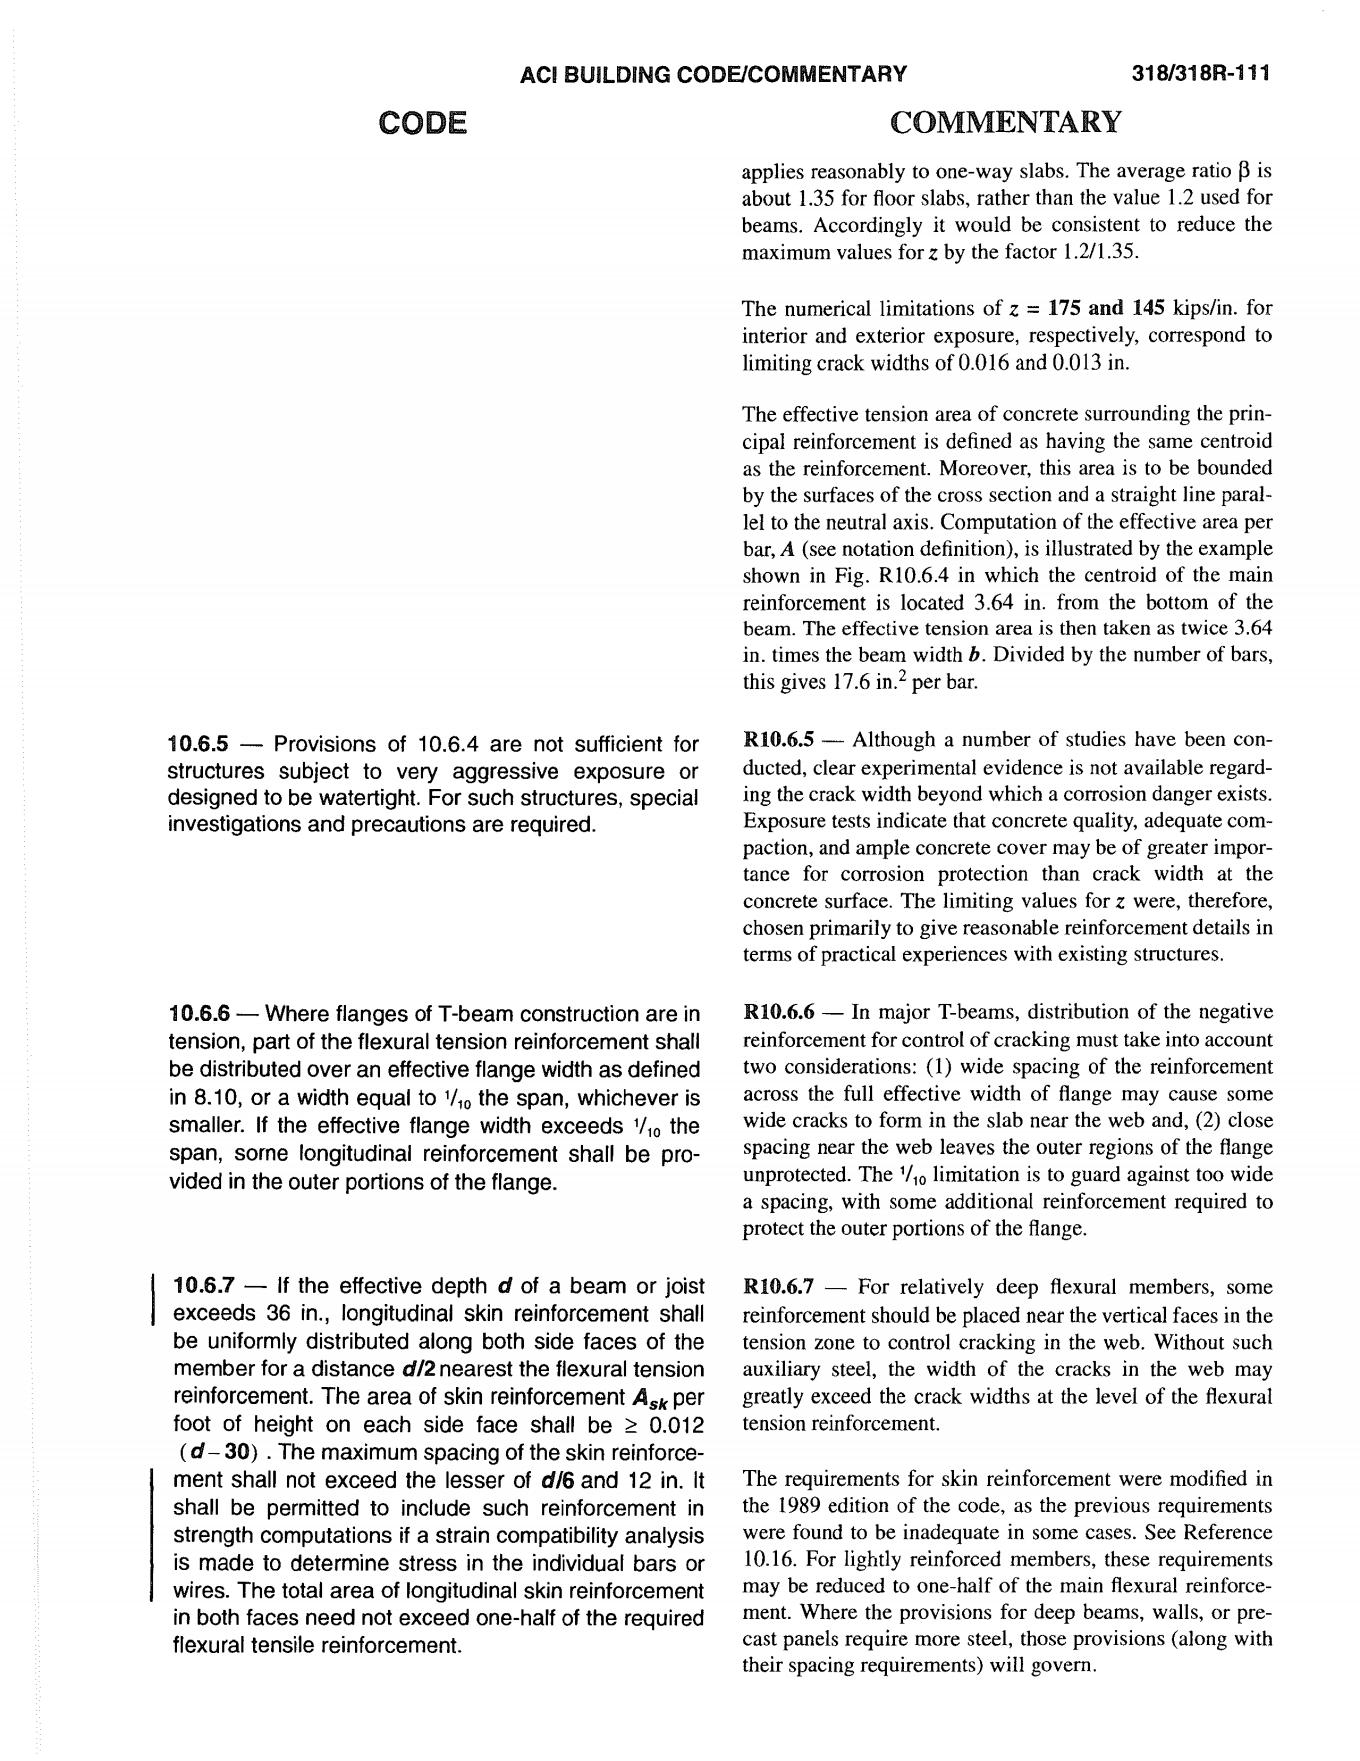 ACI BUILDING CODE/COMMENTARY
318/318R-111
CODE
COMMENTARY
applies reasonably to one-way slabs. The average ratio β is
about 1.35 for floor slabs, rather than the value 1.2 used for
beams. Accordingly it would be consistent to reduce the
maximum values for z by the factor 1.2/1.35.
The numerical limitations of z = 175 and 145 kips/in. for
interior and exterior exposure, respectively, correspond to
limiting crack widths of 0.016 and 0.013 in.
The effective tension area of concrete surrounding the prin-
cipal reinforcement is defined as having the same centroid
as the reinforcement. Moreover, this area is to be bounded
by the surfaces of the cross section and a straight line paral-
lel to the neutral axis. Computation of the effective area per
bar, A (see notation definition), is illustrated by the example
shown in Fig. R10.6.4 in which the centroid of the main
reinforcement is located 3.64 in. from the bottom of the
beam. The effective tension area is then taken as twice 3.64
in. times the beam width b. Divided by the number of bars,
this gives 17.6 in.² per bar.
10.6.5 — Provisions of 10.6.4 are not sufficient for
structures subject to very aggressive exposure or
designed to be watertight. For such structures, special
investigations and precautions are required.
R10.6.5 — Although a number of studies have been con-
ducted, clear experimental evidence is not available regard-
ing the crack width beyond which a corrosion danger exists.
Exposure tests indicate that concrete quality, adequate com-
paction, and ample concrete cover may be of greater impor-
tance for corrosion protection than crack width at the
concrete surface. The limiting values for z were, therefore,
chosen primarily to give reasonable reinforcement details in
terms of practical experiences with existing structures.
10.6.6 — Where flanges of T-beam construction are in
tension, part of the flexural tension reinforcement shall
be distributed over an effective flange width as defined
in 8.10, or a width equal to 1/10 the span, whichever is
smaller. If the effective flange width exceeds 1/10 the
span, some longitudinal reinforcement shall be pro-
vided in the outer portions of the flange.
R10.6.6 — In major T-beams, distribution of the negative
reinforcement for control of cracking must take into account
two considerations: (1) wide spacing of the reinforcement
across the full effective width of flange may cause some
wide cracks to form in the slab near the web and, (2) close
spacing near the web leaves the outer regions of the flange
unprotected. The 1/10 limitation is to guard against too wide
a spacing, with some additional reinforcement required to
protect the outer portions of the flange.
10.6.7 — If the effective depth d of a beam or joist
exceeds 36 in., longitudinal skin reinforcement shall
be uniformly distributed along both side faces of the
member for a distance d/2 nearest the flexural tension
reinforcement. The area of skin reinforcement Ask per
foot of height on each side face shall be ≥ 0.012
(d – 30) . The maximum spacing of the skin reinforce-
ment shall not exceed the lesser of d/6 and 12 in. It
shall be permitted to include such reinforcement in
strength computations if a strain compatibility analysis
is made to determine stress in the individual bars or
wires. The total area of longitudinal skin reinforcement
in both faces need not exceed one-half of the required
flexural tensile reinforcement.
R10.6.7 — For relatively deep flexural members, some
reinforcement should be placed near the vertical faces in the
tension zone to control cracking in the web. Without such
auxiliary steel, the width of the cracks in the web may
greatly exceed the crack widths at the level of the flexural
tension reinforcement.
The requirements for skin reinforcement were modified in
the 1989 edition of the code, as the previous requirements
were found to be inadequate in some cases. See Reference
10.16. For lightly reinforced members, these requirements
may be reduced to one-half of the main flexural reinforce-
ment. Where the provisions for deep beams, walls, or pre-
cast panels require more steel, those provisions (along with
their spacing requirements) will govern.